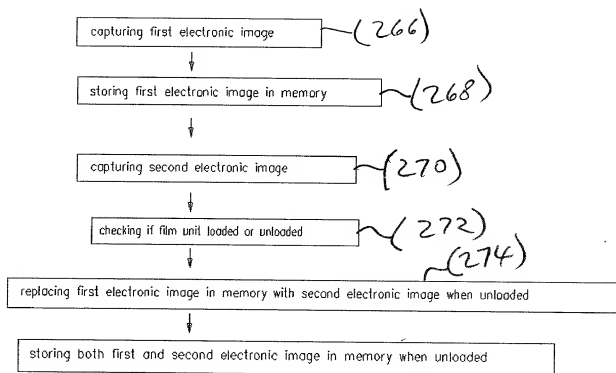 capturing first electronic image (266)
storing first electronic image in memory (268)
capturing second electronic image (270)
checking if film unit loaded or unloaded (272)
(274)
replacing first electronic image in memory with second electronic image when unloaded
storing both first and second electronic image in memory when unloaded